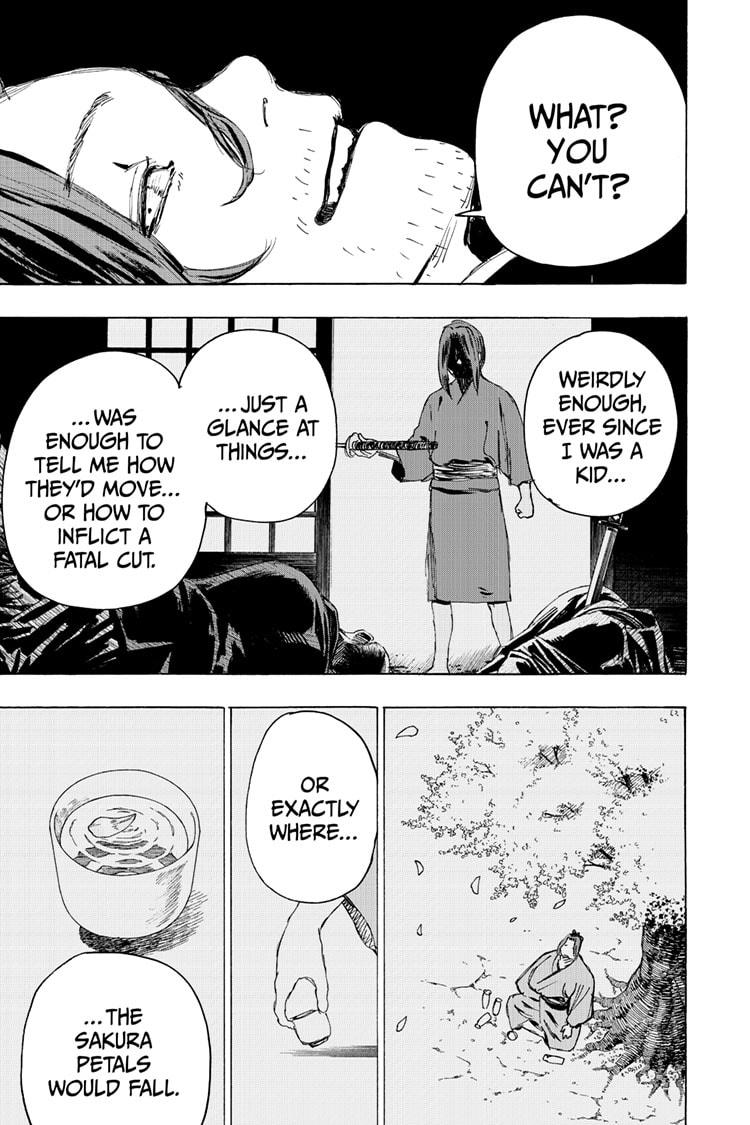 WHAT?
YOU
CAN'T?
WEIRDLY
ENOUGH,
EVER SINCE
I WAS A
KID...
...JUST A
GLANCE AT
THINGS...
...WAS
ENOUGH TO
TELL ME HOW
THEY'D MOVE...
OR HOW TO
INFLICT A
FATAL CUT.
OR
EXACTLY
WHERE...
...THE
SAKURA
PETALS
WOULD FALL.